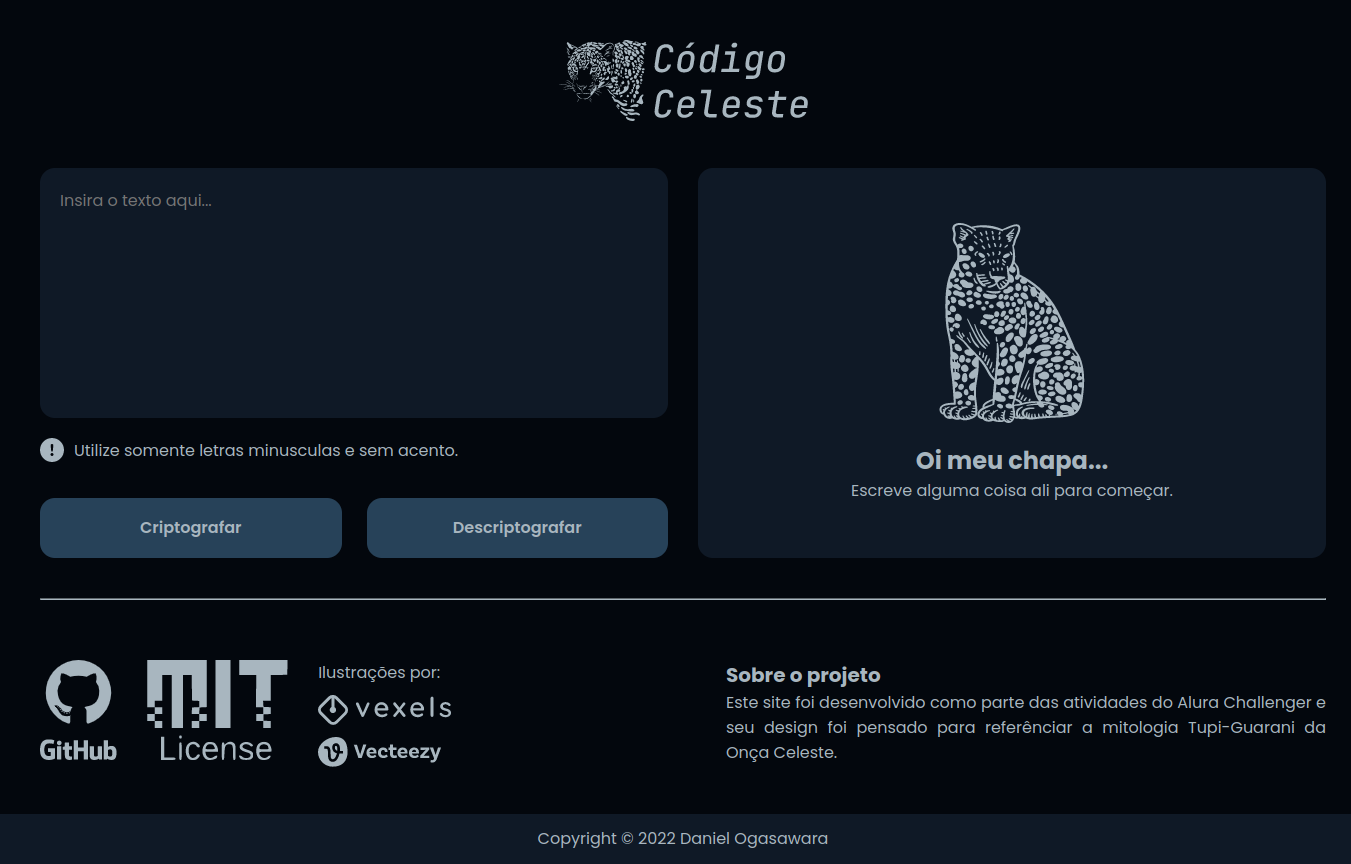 Código
Celeste
Insira o texto aqui...
Utilize somente letras minusculas e sem acento.
Criptografar
Descriptografar
Oi meu chapa...
Escreve alguma coisa ali para começar.
GitHub
MIT
License
Ilustrações por:
vexels
Vecteezy
Sobre o projeto
Este site foi desenvolvido como parte das atividades do Alura Challenger e
seu design foi pensado para referênciar a mitologia Tupi-Guarani da
Onça Celeste.
Copyright © 2022 Daniel Ogasawara